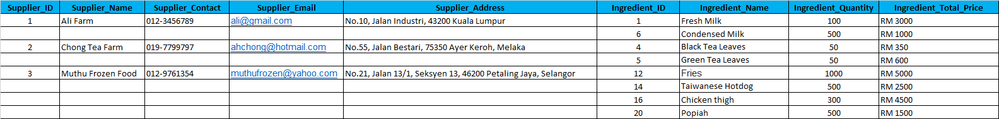 Supplier_ID Supplier_Name Supplier_Contact Supplier_Email Supplier_Address Ingredient_ID Ingredient_Name Ingredient_Quantity Ingredient_Total_Price
1 Ali Farm 012-3456789 ali@gmail.com No.10, Jalan Industri, 43200 Kuala Lumpur 1 Fresh Milk 100 RM 3000
6 Condensed Milk 500 RM 1000
2 Chong Tea Farm 019-7799797 ahchong@hotmail.com No.55, Jalan Bestari, 75350 Ayer Keroh, Melaka 4 Black Tea Leaves 50 RM 350
5 Green Tea Leaves 50 RM 600
3 Muthu Frozen Food 012-9761354 muthufrozen@yahoo.com No.21, Jalan 13/1, Seksyen 13, 46200 Petaling Jaya, Selangor 12 Fries 1000 RM 5000
14 Taiwanese Hotdog 500 RM 2500
16 Chicken thigh 300 RM 4500
20 Popiah 500 RM 1500